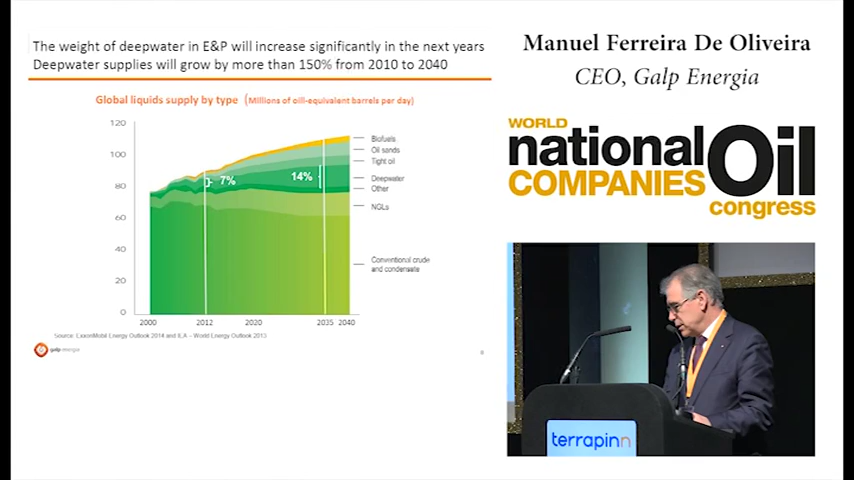 The weight of deepwater in E&P will increase significantly in the next years
Deepwater supplies will grow by more than 150% from 2010 to 2040
Global liquids supply by type (Millions of oill-equivalent barrels per day)
120
100
80
60
40
20
0
7%
14%
Biofuels
Oil sands
Tight oil
Deepwater
Other
NGLs
Conventional crude
and condensate
2000
2012
2020
2035
2040
Source: ExxonMobil Energy Outlook 2014 and IEA – World Energy Outlook 2013
galp energia
8
Manuel Ferreira De Oliveira
CEO, Galp Energia
WORLD
national Oil
COMPANIES
congress
terrapinn